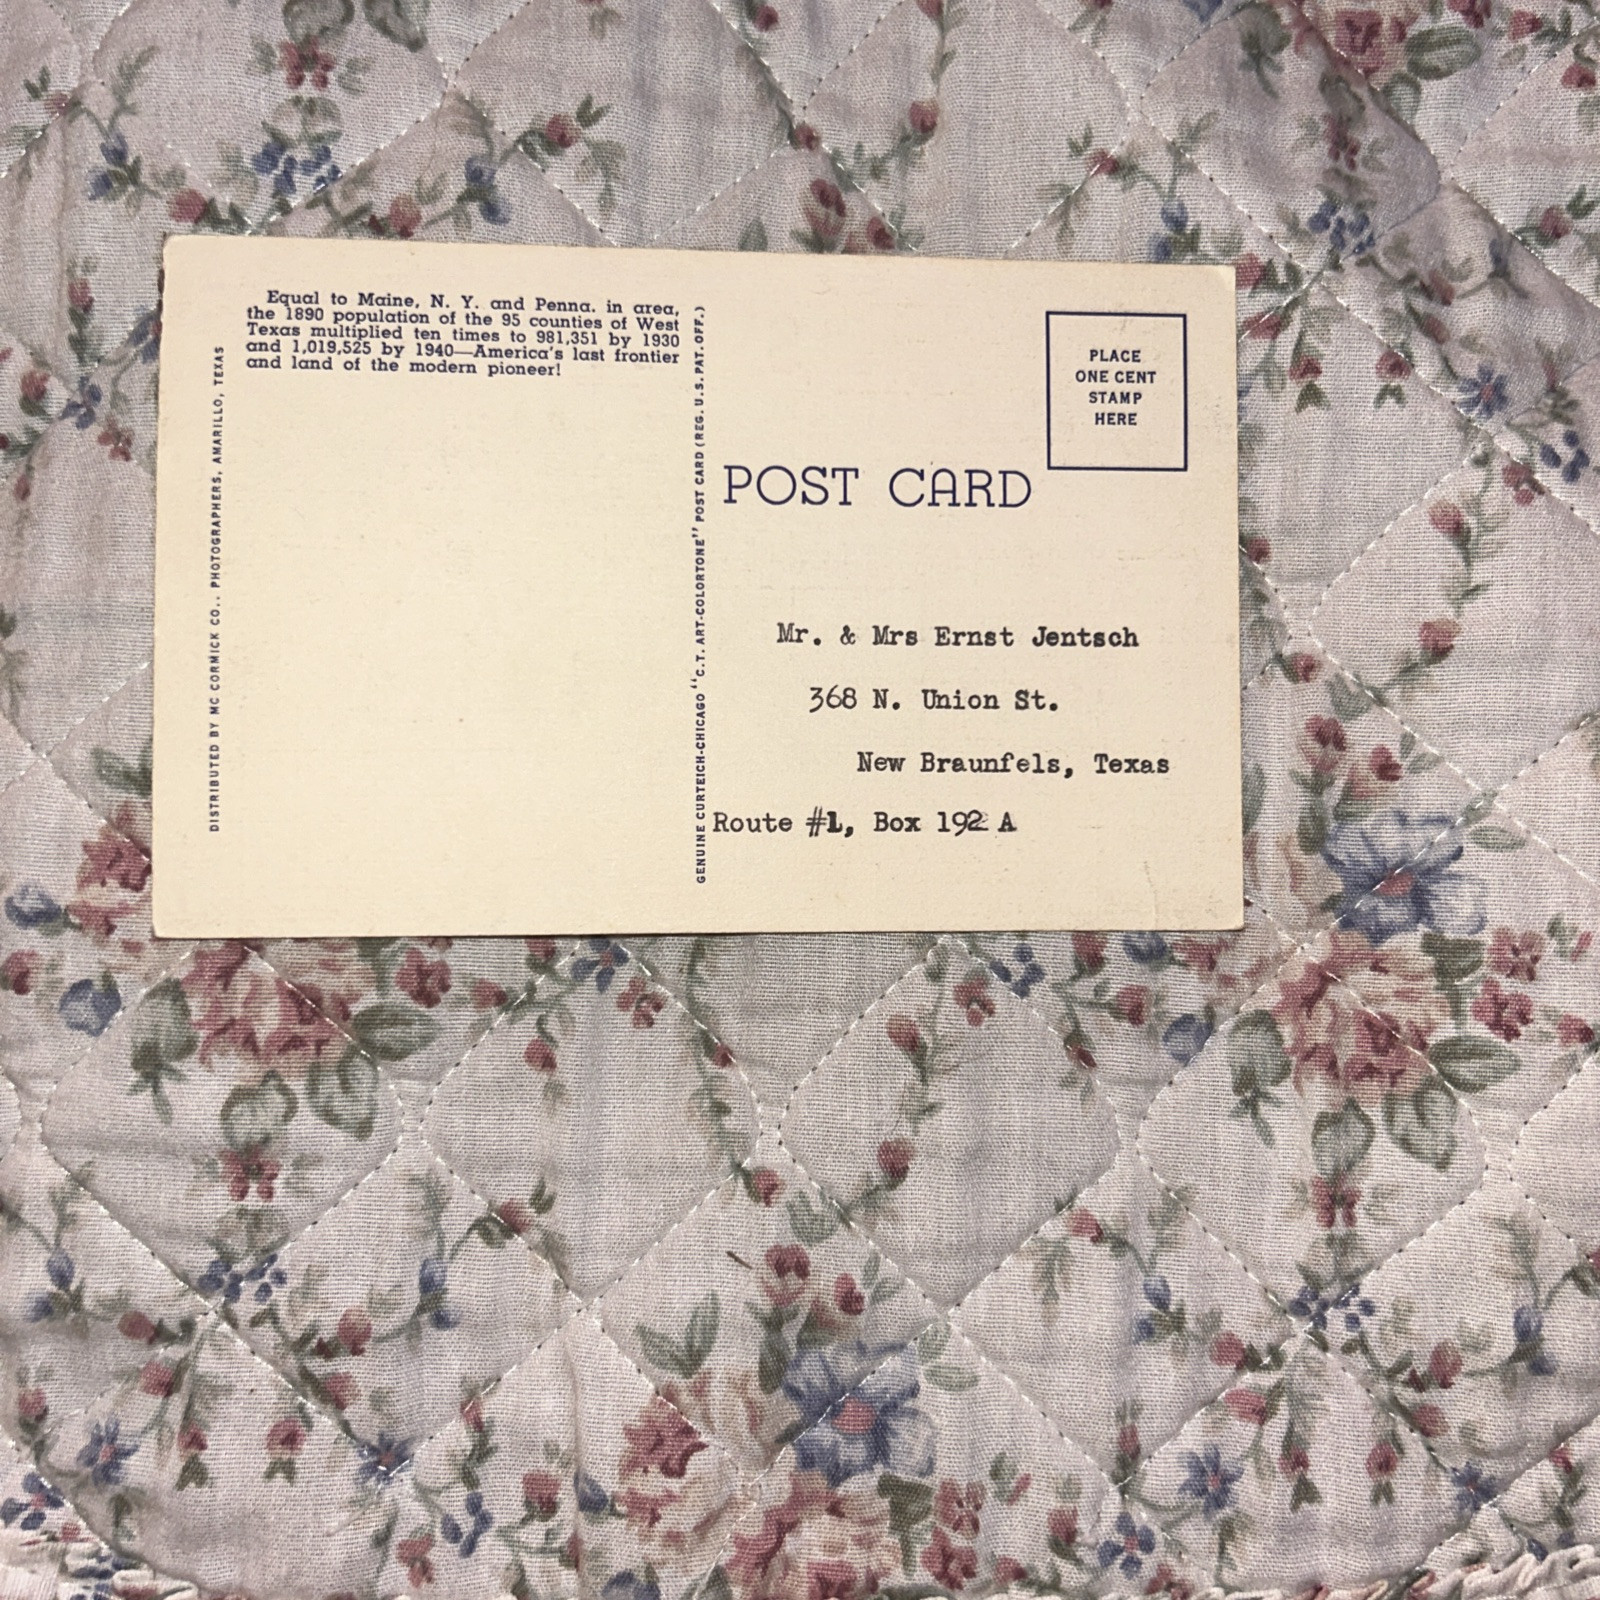 Equal to Maine, N. Y. and Penna. in area,
the 1890 population of the 95 counties of West
Texas multiplied ten times to 981,351 by 1930
and 1,019,525 by 1940—America's last frontier
and land of the modern pioneer!
DISTRIBUTED BY MC CORMICK CO.. PHOTOGRAPHERS, AMARILLO, TEXAS
GENUINE CURTEICH-CHICAGO "C.T. ART-COLORTONE" POST CARD (REG. U.S. PAT. OFF.)
PLACE
ONE CENT
STAMP
HERE
POST CARD
Mr. & Mrs Ernst Jentsch
368 N. Union St.
New Braunfels, Texas
Route #1, Box 192 A